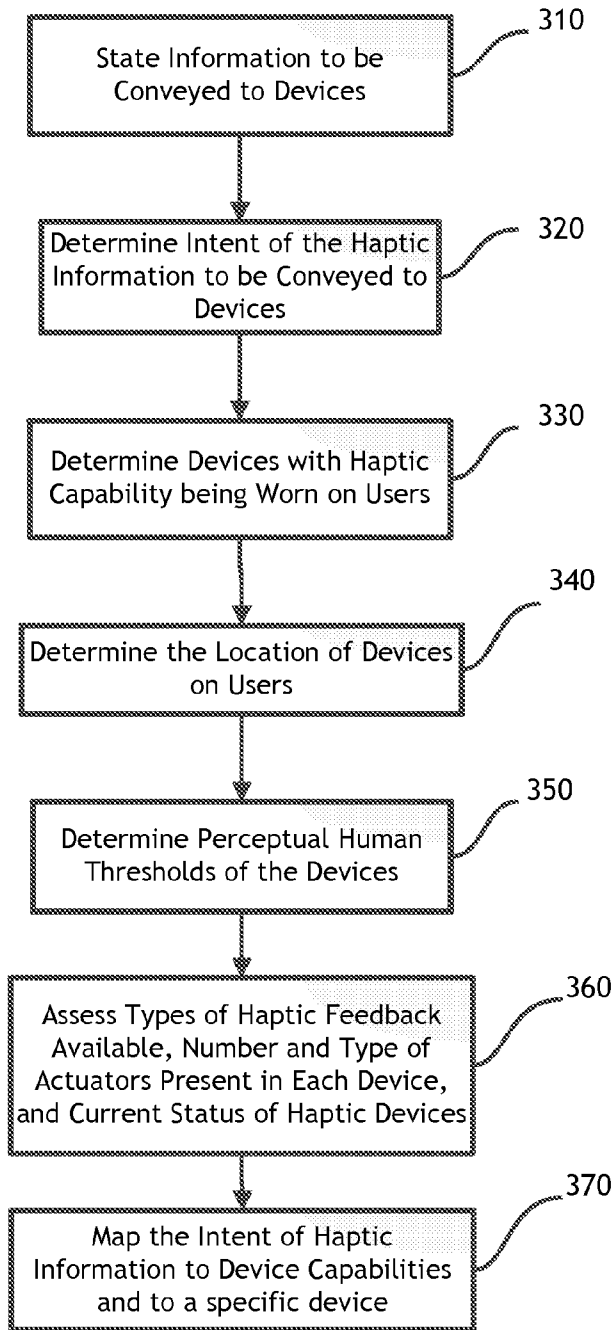 310
State Information to be
Conveyed to Devices
320
Determine Intent of the Haptic
Information to be Conveyed to
Devices
330
Determine Devices with Haptic
Capability being Worn on Users
340
Determine the Location of Devices
on Users
350
Determine Perceptual Human
Thresholds of the Devices
360
Assess Types of Haptic Feedback
Available, Number and Type of
Actuators Present in Each Device,
and Current Status of Haptic Devices
370
Map the Intent of Haptic
Information to Device Capabilities
and to a specific device